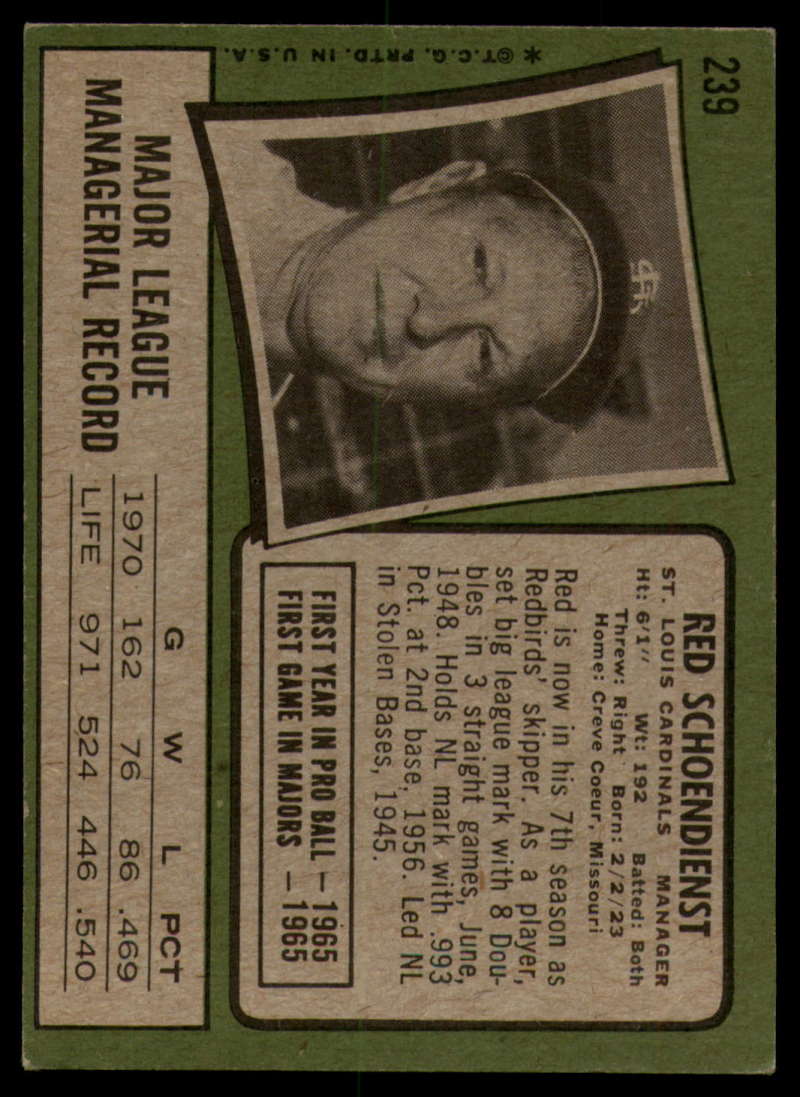 239
RED SCHOENDIENST
ST. LOUIS CARDINALS MANAGER
Ht: 6'1" Wt: 192 Batted: Both
Threw: Right Born: 2/2/23
Home: Creve Coeur, Missouri
Red is now in his 7th season as
Redbirds' skipper. As a player,
set big league mark with 8 Dou-
bles in 3 straight games, June,
1948. Holds NL mark with .993
Pct. at 2nd base, 1956. Led NL
in Stolen Bases, 1945.
FIRST YEAR IN PRO BALL — 1965
FIRST GAME IN MAJORS — 1965
MAJOR LEAGUE
MANAGERIAL RECORD
G W L PCT
1970 162 76 86 .469
LIFE 971 524 446 .540
*©T.C.G. PRTD. IN U.S.A.